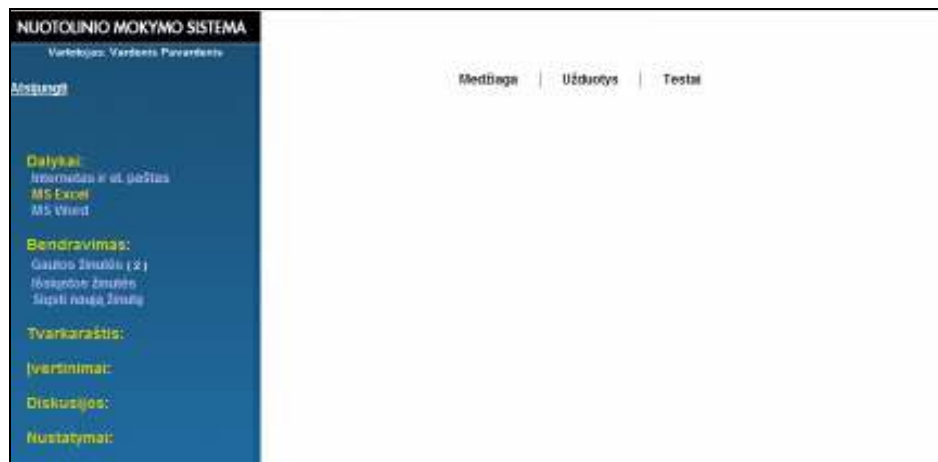 NUOTOLINIO MOKYMO SISTEMA
Vartotojas: Vardenis Pavardenis
Atsijungti
Medžiaga | Užduotys | Testai
Dalykai:
Internetas ir el. paštas
MS Excel
MS Word
Bendravimas:
Gautos žinutės ( 2 )
Išsiųstos žinutės
Siųsti naują žinutę
Tvarkaraštis:
Įvertinimai:
Diskusijos:
Nustatymai: